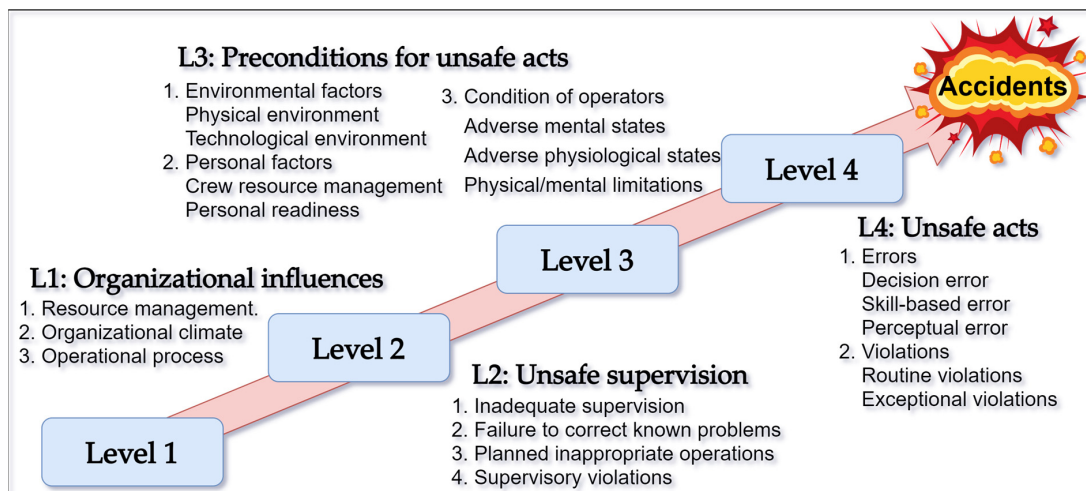 L3: Preconditions for unsafe acts
1. Environmental factors
Physical environment
Technological environment
2. Personal factors
Crew resource management
Personal readiness
3. Condition of operators
Adverse mental states
Adverse physiological states
Physical/mental limitations
Accidents
Level 4
L4: Unsafe acts
1. Errors
Decision error
Skill-based error
Perceptual error
2. Violations
Routine violations
Exceptional violations
Level 3
L1: Organizational influences
1. Resource management.
2. Organizational climate
3. Operational process
Level 2
L2: Unsafe supervision
1. Inadequate supervision
2. Failure to correct known problems
3. Planned inappropriate operations
4. Supervisory violations
Level 1